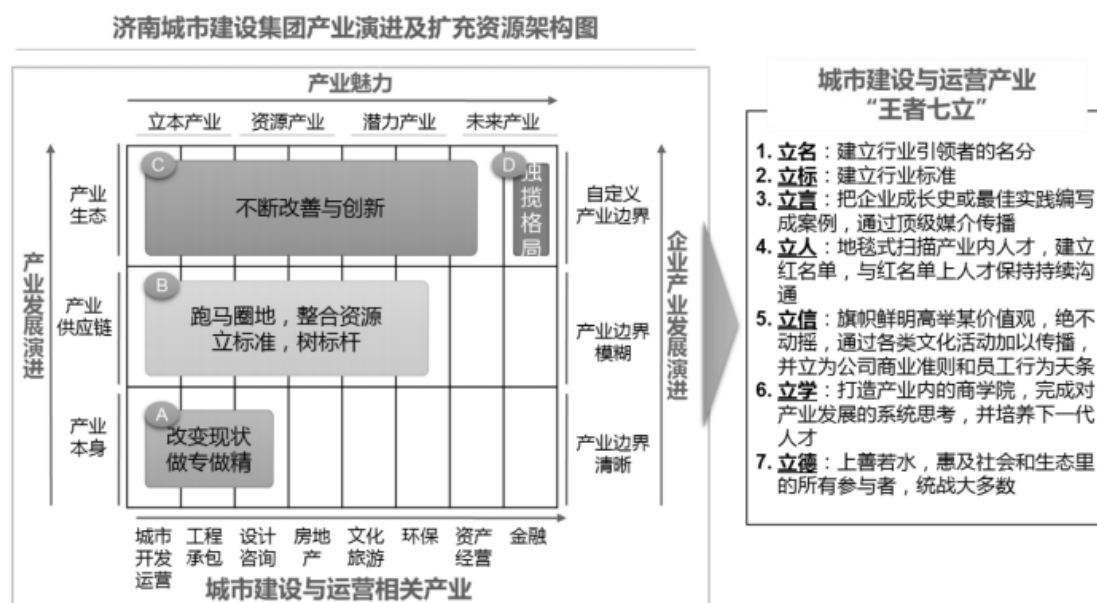 济南城市建设集团产业演进及扩充资源架构图
产业魅力
立本产业 资源产业 潜力产业 未来产业
产业发展演进
产业
生态
产业
供应链
产业
本身
C
不断改善与创新
D
独
揽
格
局
B
跑马圈地，整合资源
立标准，树标杆
A
改变现状
做专做精
自定义
产业边界
产业边界
模糊
产业边界
清晰
企业产业发展演进
城市
开发
运营
工程
承包
设计
咨询
房地
产
文化
旅游
环保
资产
经营
金融
城市建设与运营相关产业
城市建设与运营产业
“王者七立”
1. 立名：建立行业引领者的名分
2. 立标：建立行业标准
3. 立言：把企业成长史或最佳实践编写
成案例，通过顶级媒介传播
4. 立人：地毯式扫描产业内人才，建立
红名单，与红名单上人才保持持续沟
通
5. 立信：旗帜鲜明高举某价值观，绝不
动摇，通过各类文化活动加以传播，
并立为公司商业准则和员工行为天条
6. 立学：打造产业内的商学院，完成对
产业发展的系统思考，并培养下一代
人才
7. 立德：上善若水，惠及社会和生态里
的所有参与者，统战大多数